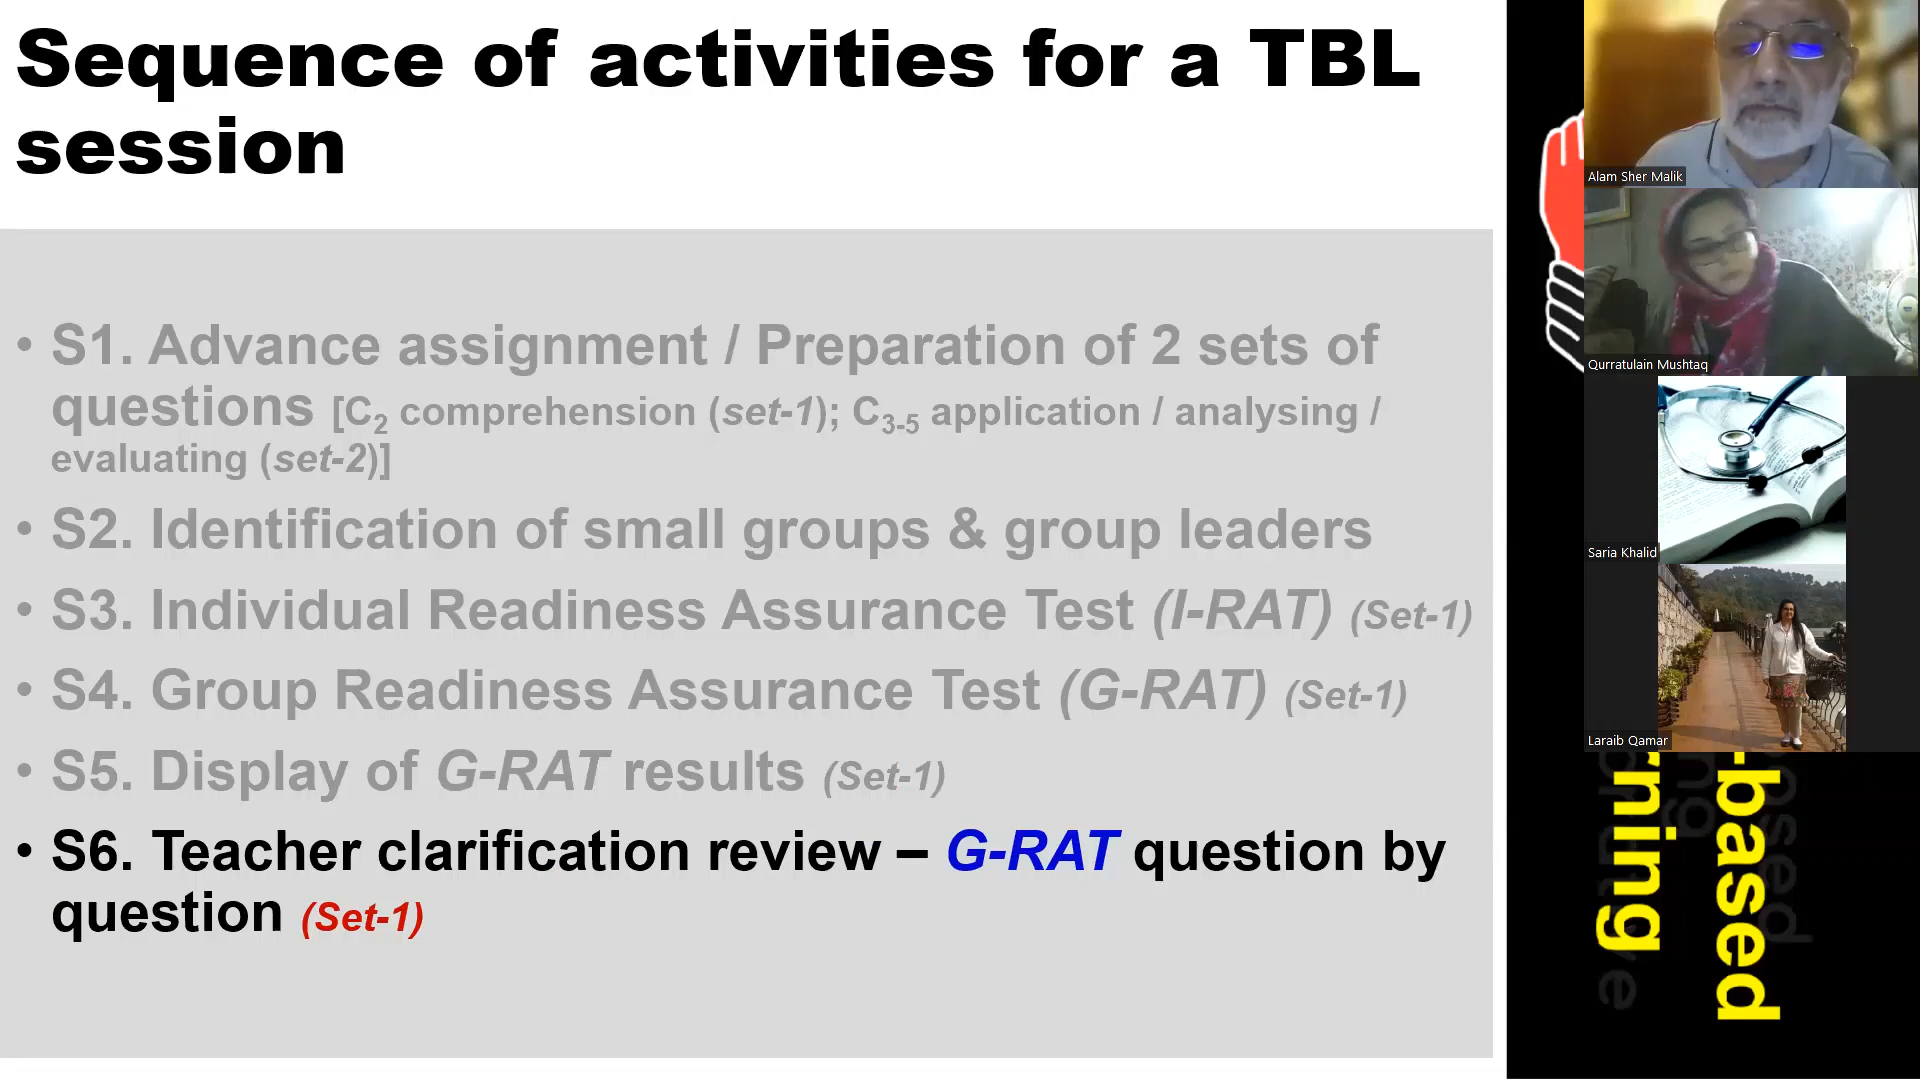 Sequence of activities for a TBL
session
• S1. Advance assignment / Preparation of 2 sets of
questions [C2 comprehension (set-1); C3-5 application / analysing /
evaluating (set-2)]
• S2. Identification of small groups & group leaders
• S3. Individual Readiness Assurance Test (I-RAT) (Set-1)
• S4. Group Readiness Assurance Test (G-RAT) (Set-1)
• S5. Display of G-RAT results (Set-1)
• S6. Teacher clarification review – G-RAT question by
question (Set-1)
Alam Sher Malik
Qurratulain Mushtaq
Saria Khalid
Laraib Qamar
-based
rning